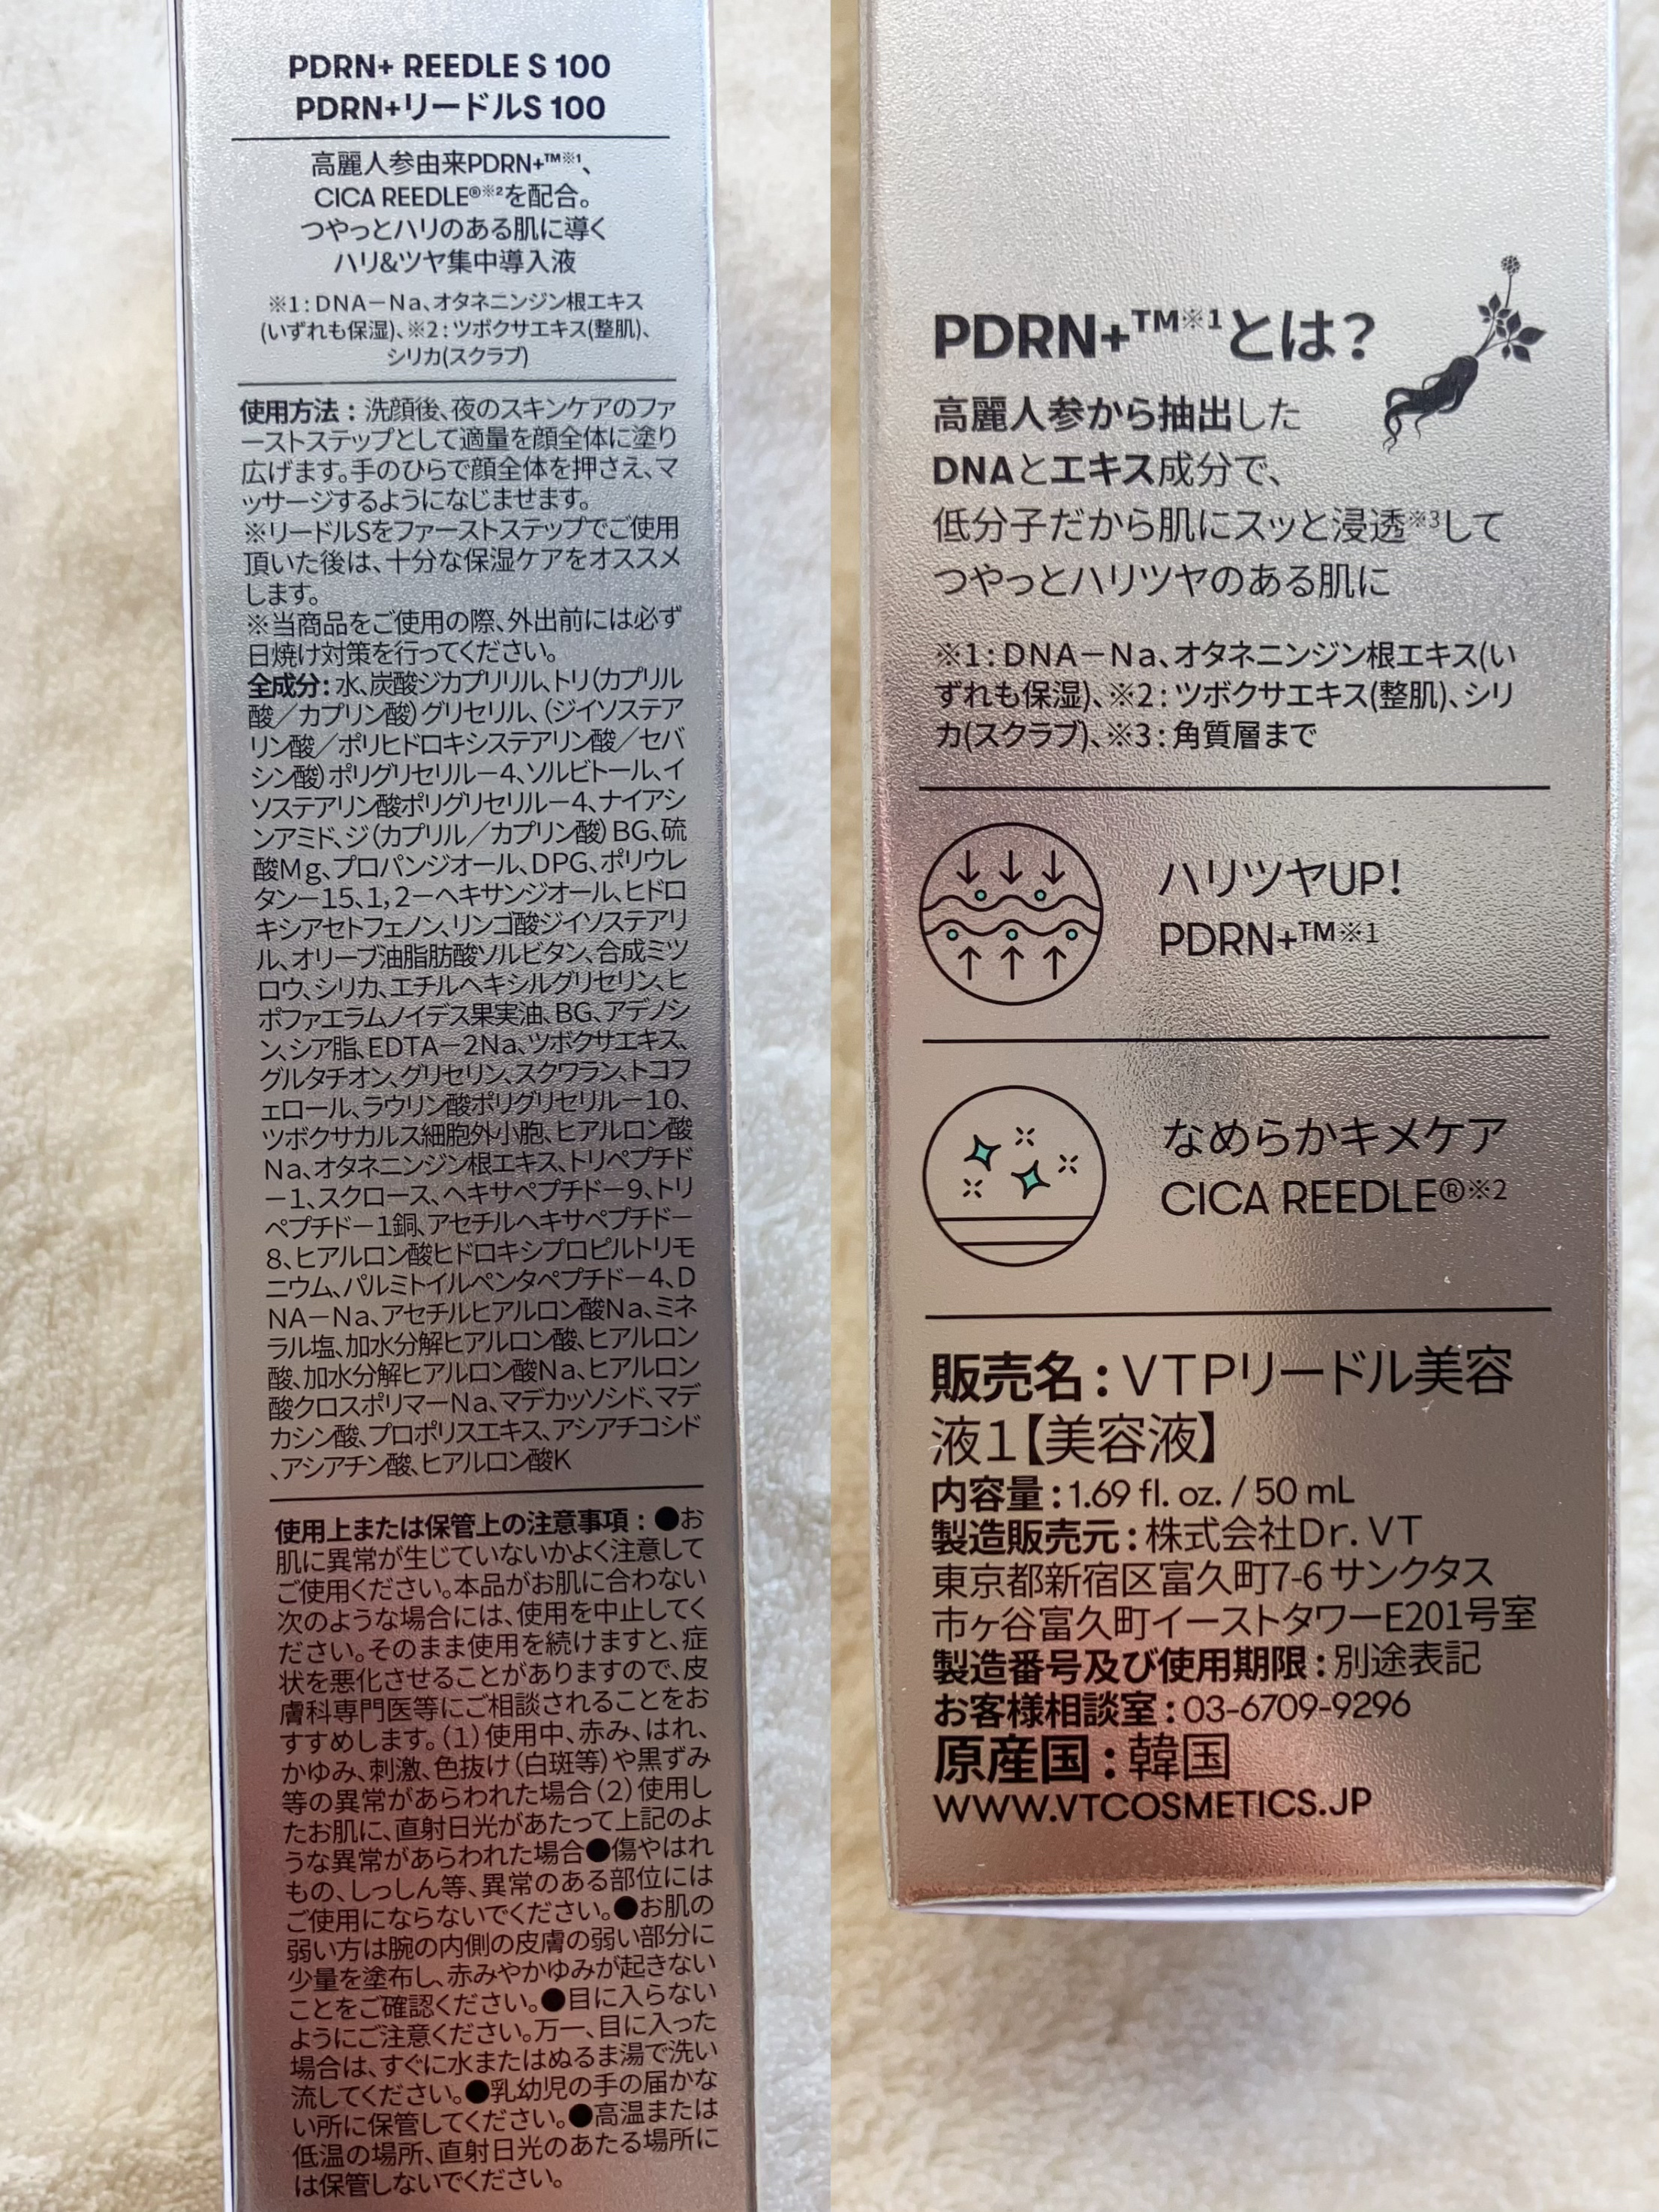 PDRN+ REEDLE S 100
PDRN+リードルS 100
高麗人参由来PDRN+™※1、
CICA REEDLE®※2を配合。
つやっとハリのある肌に導く
ハリ&ツヤ集中導入液
※1:DNA－Na、オタネニンジン根エキス
(いずれも保湿)、※2:ツボクサエキス(整肌)、
シリカ(スクラブ)
使用方法：洗顔後、夜のスキンケアのファ
ーストステップとして適量を顔全体に塗り
広げます。手のひらで顔全体を押さえ、マ
ッサージするようになじませます。
※リードルSをファーストステップでご使用
頂いた後は、十分な保湿ケアをオススメ
します。
※当商品をご使用の際、外出前には必ず
日焼け対策を行ってください。
全成分：水、炭酸ジカプリリル、トリ(カプリル
酸／カプリン酸)グリセリル、(ジイソステア
リン酸／ポリヒドロキシステアリン酸／セバ
シン酸)ポリグリセリル－4、ソルビトール、イ
ソステアリン酸ポリグリセリル－4、ナイアシ
ンアミド、ジ(カプリル／カプリン酸)BG、硫
酸Mg、プロパンジオール、DPG、ポリウレ
タン－15、1,2－ヘキサンジオール、ヒドロ
キシアセトフェノン、リンゴ酸ジイソステアリ
ル、オリーブ油脂肪酸ソルビタン、合成ミツ
ロウ、シリカ、エチルヘキシルグリセリン、ヒ
ポファエラムノイデス果実油、BG、アデノシ
ン、シア脂、EDTA－2Na、ツボクサエキス、
グルタチオン、グリセリン、スクワラン、トコフ
ェロール、ラウリン酸ポリグリセリル－10、
ツボクサカルス細胞外小胞、ヒアルロン酸
Na、オタネニンジン根エキス、トリペプチド
－1、スクロース、ヘキサペプチド－9、トリ
ペプチド－1銅、アセチルヘキサペプチド－
8、ヒアルロン酸ヒドロキシプロピルトリモ
ニウム、パルミトイルペンタペプチド－4、D
NA－Na、アセチルヒアルロン酸Na、ミネ
ラル塩、加水分解ヒアルロン酸、ヒアルロン
酸、加水分解ヒアルロン酸Na、ヒアルロン
酸クロスポリマーNa、マデカッソシド、マデ
カシン酸、プロポリスエキス、アシアチコシド
、アシアチン酸、ヒアルロン酸K
使用上または保管上の注意事項：●お
肌に異常が生じていないかよく注意して
ご使用ください。本品がお肌に合わない
次のような場合には、使用を中止してく
ださい。そのまま使用を続けますと、症
状を悪化させることがありますので、皮
膚科専門医等にご相談されることをお
すすめします。(1)使用中、赤み、はれ、
かゆみ、刺激、色抜け(白斑等)や黒ずみ
等の異常があらわれた場合(2)使用し
たお肌に、直射日光があたって上記のよ
うな異常があらわれた場合●傷やはれ
もの、しっしん等、異常のある部位には
ご使用にならないでください。●お肌の
弱い方は腕の内側の皮膚の弱い部分に
少量を塗布し、赤みやかゆみが起きない
ことをご確認ください。●目に入らない
ようにご注意ください。万一、目に入った
場合は、すぐに水またはぬるま湯で洗い
流してください。●乳幼児の手の届かな
い所に保管してください。●高温または
低温の場所、直射日光のあたる場所に
は保管しないでください。
PDRN+™※1とは？
高麗人参から抽出した
DNAとエキス成分で、
低分子だから肌にスッと浸透※3して
つやっとハリツヤのある肌に
※1:DNA－Na、オタネニンジン根エキス(い
ずれも保湿)、※2:ツボクサエキス(整肌)、シリ
カ(スクラブ)、※3:角質層まで
ハリツヤUP!
PDRN+™※1
なめらかキメケア
CICA REEDLE®※2
販売名：VTPリードル美容
液1【美容液】
内容量：1.69 fl. oz. / 50 mL
製造販売元：株式会社Dr. VT
東京都新宿区富久町7-6 サンクタス
市ヶ谷富久町イーストタワーE201号室
製造番号及び使用期限：別途表記
お客様相談室：03-6709-9296
原産国：韓国
WWW.VTCOSMETICS.JP